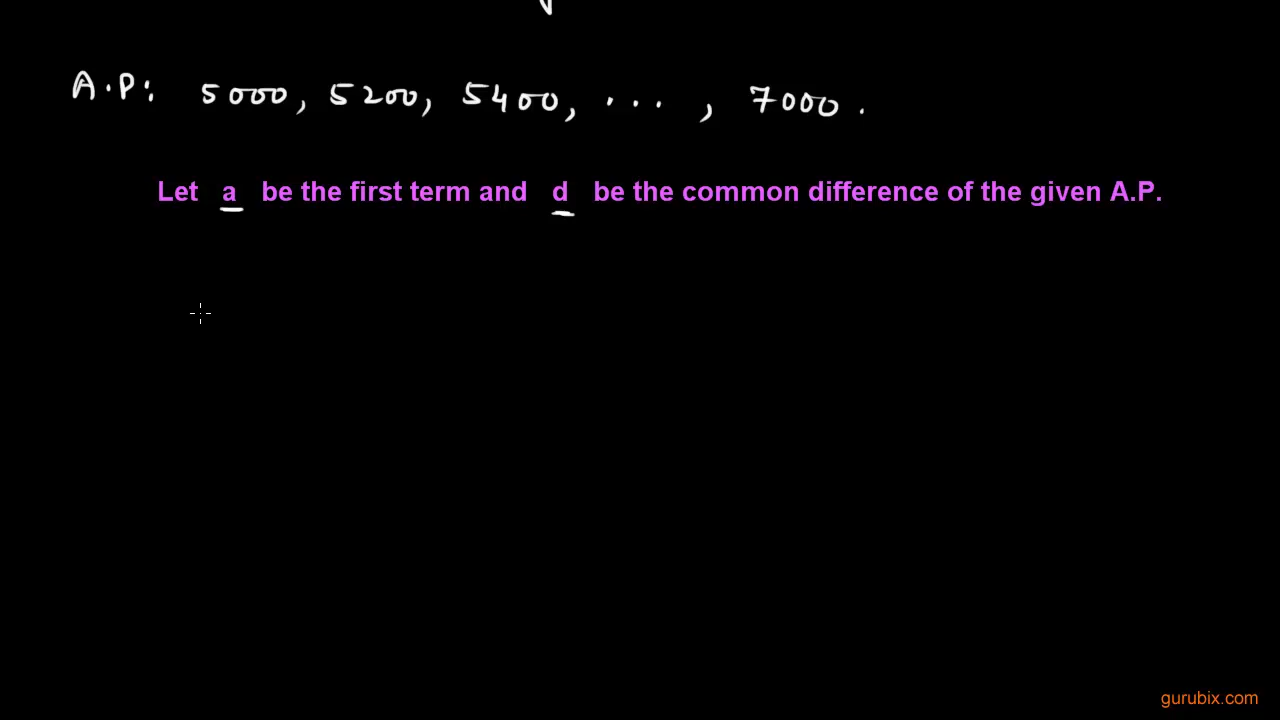 A.P: 5000, 5200, 5400, ... , 7000.
Let a be the first term and d be the common difference of the given A.P.
gurubix.com